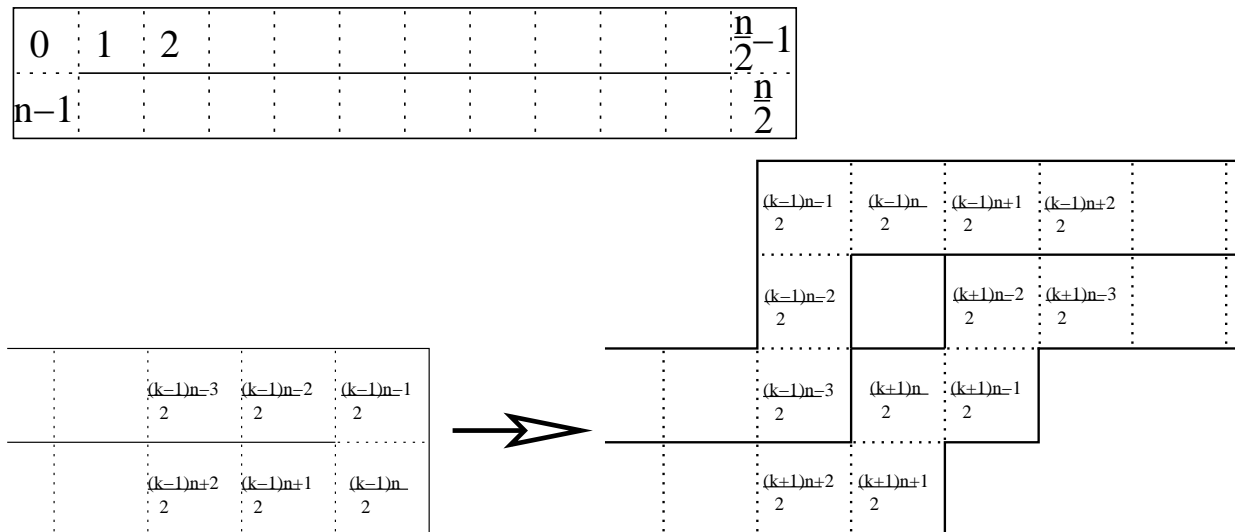 0 1 2 n
2−1
n−1 n
2
(k−1)n−1 (k−1)n (k−1)n+1 (k−1)n+2
2 2 2 2
(k−1)n−2 (k+1)n−2 (k+1)n−3
2 2 2
(k−1)n−3 (k−1)n−2 (k−1)n−1
2 2 2
(k−1)n−3 (k+1)n (k+1)n−1
2 2 2
(k−1)n+2 (k−1)n+1 (k−1)n
2 2 2
(k+1)n+2 (k+1)n+1
2 2